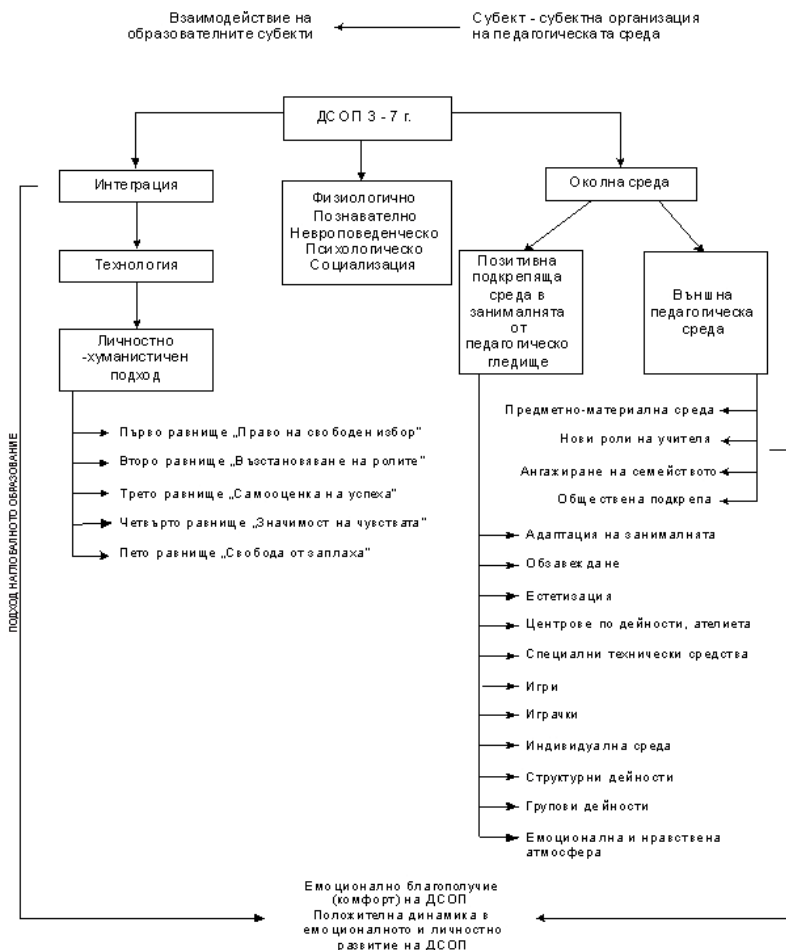 Взаимодействие на
образователните субекти
Субект - субектна организация
на педагогическата среда
ДСОП 3 - 7 г.
Интеграция
Физиологично
Познавателно
Невроповеденческо
Психологическо
Социализация
Околна среда
Технология
Позитивна
подкрепяща
среда в
занималнята
от
педагогическо
гледище
Външна
педагогическа
среда
Личностно
-хуманистичен
подход
Първо равнище „Право на свободен избор”
Второ равнище „Възстановяване на ролите”
Трето равнище „Самооценка на успеха”
Четвърто равнище „Значимост на чувствата”
Пето равнище „Свобода от заплаха”
Предметно-материална среда
Нови роли на учителя
Ангажиране на семейството
Обществена подкрепа
Адаптация на занималнята
Обзавеждане
Естетизация
Центрове по дейности, ателиета
Специални технически средства
Игри
Играчки
Индивидуална среда
Структурни дейности
Групови дейности
Емоционална и нравствена
атмосфера
ПОДХОД НАГЛОБАЛНОТО ОБРАЗОВАНИЕ
Емоционално благополучие
(комфорт) на ДСОП
Положителна динамика в
емоционалното и личностно
развитие на ДСОП